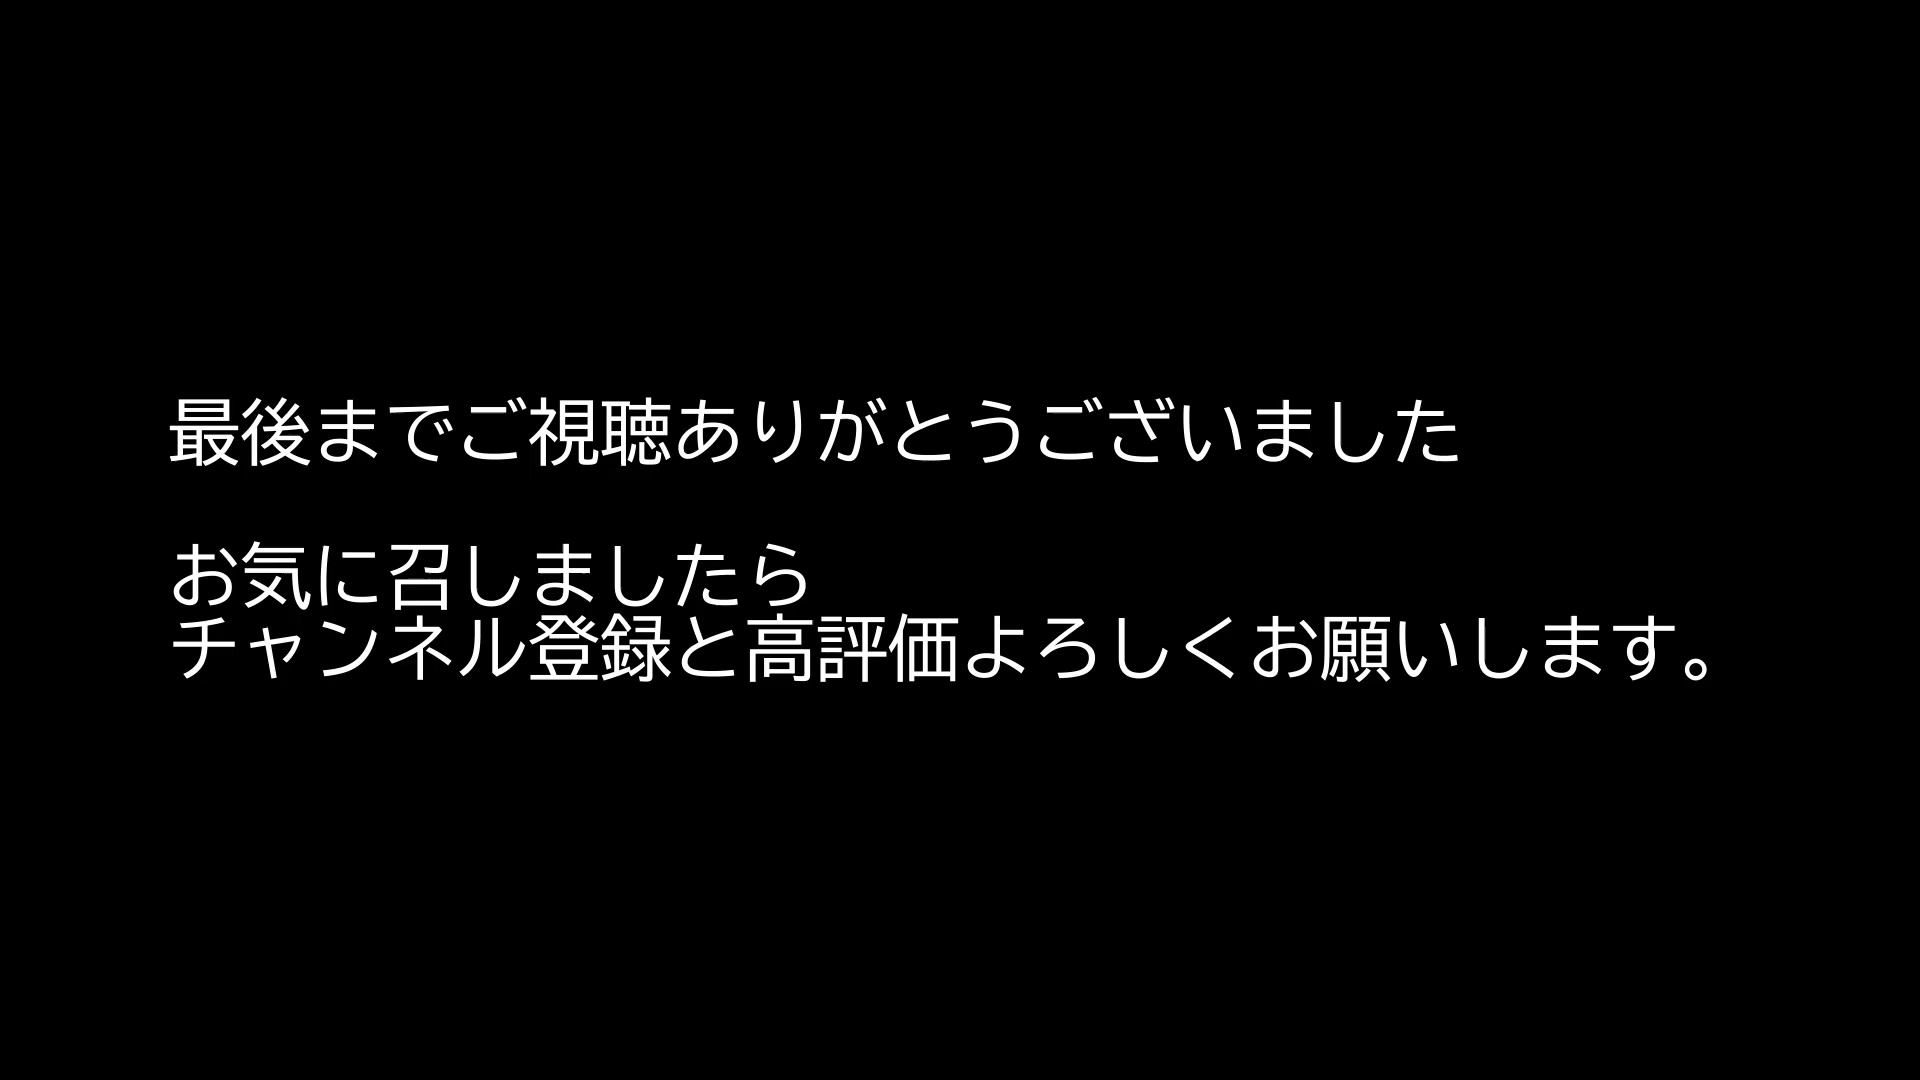 最後までご視聴ありがとうございました
お気に召しましたら
チャンネル登録と高評価よろしくお願いします。